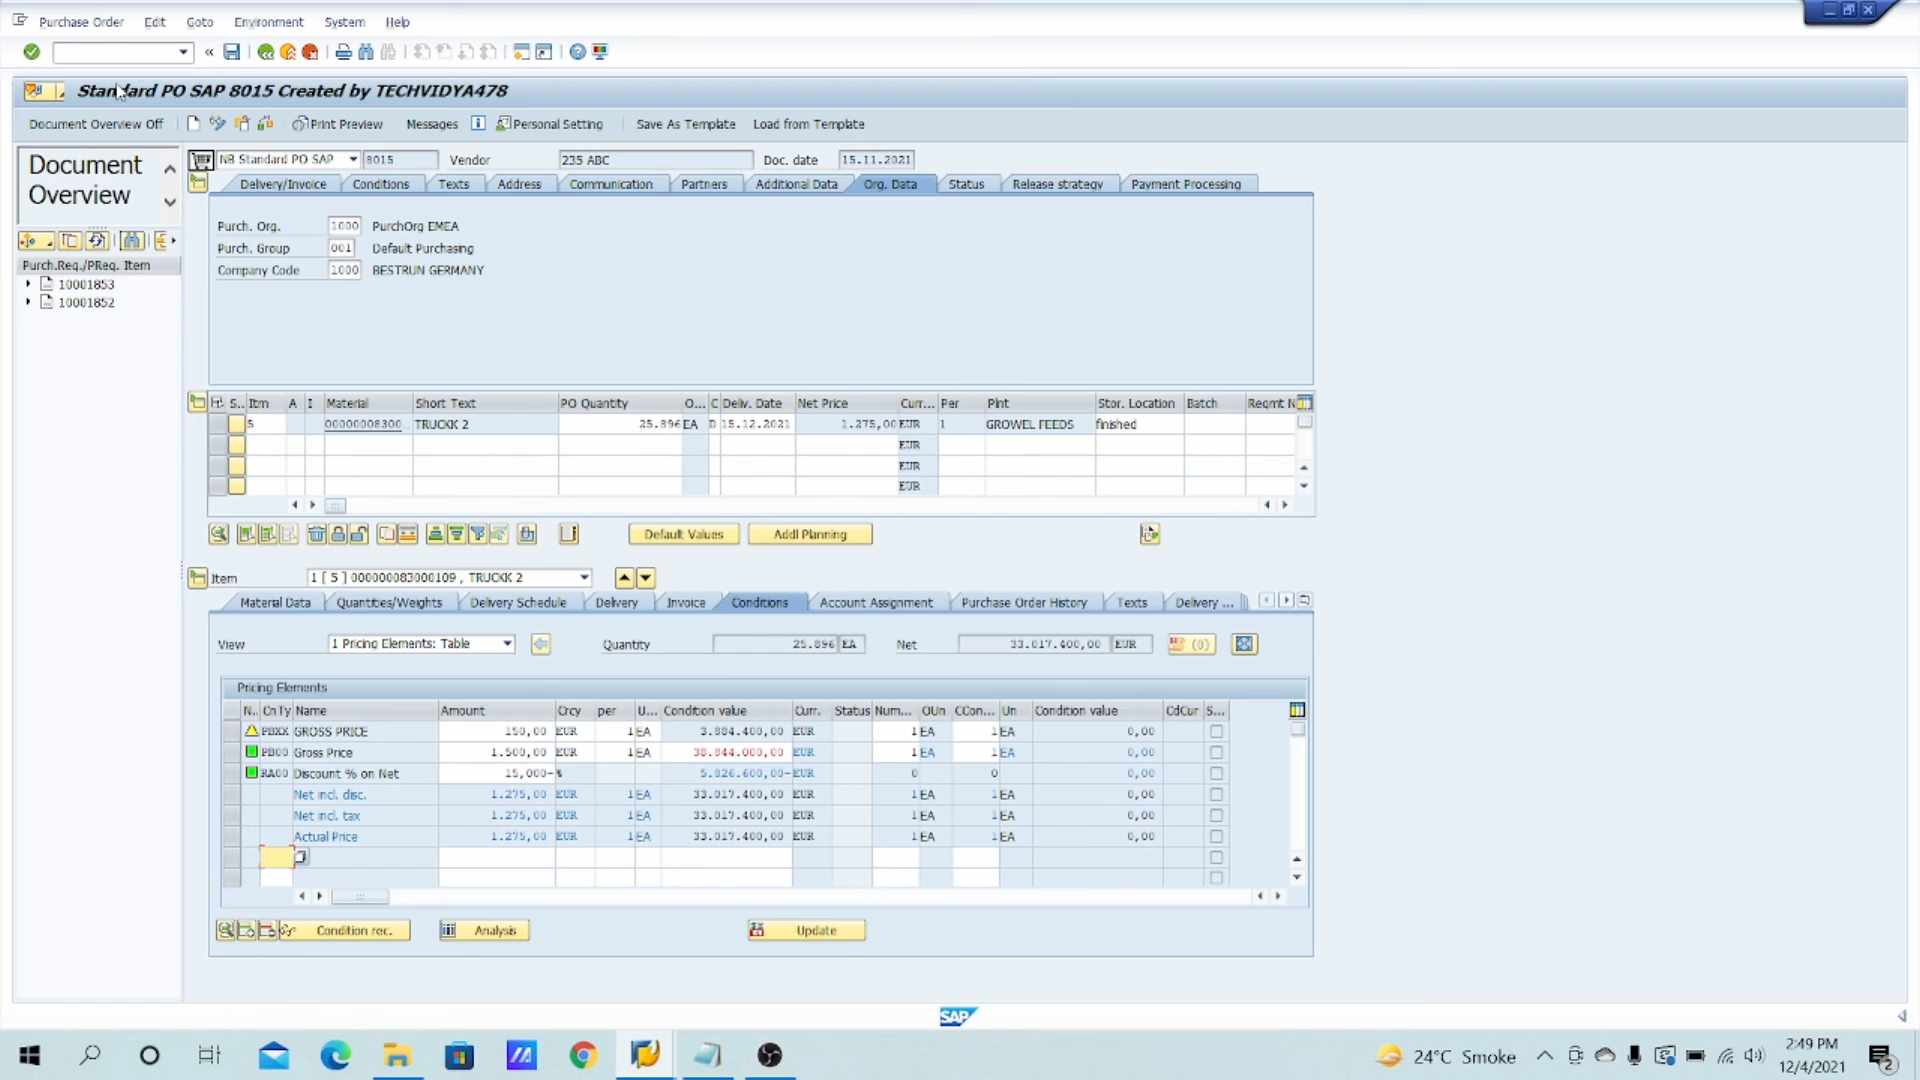 Purchase Order Edit Goto Environment System Help
Standard PO SAP 8015 Created by TECHVIDYA478
Document Overview Off Print Preview Messages Personal Setting Save As Template Load from Template
Document Overview
Purch.Req./PReq. Item
10001853
10001852
NB Standard PO SAP 8015 Vendor 235 ABC Doc. date 15.11.2021
Delivery/Invoice Conditions Texts Address Communication Partners Additional Data Org. Data Status Release strategy Payment Processing
Purch. Org. 1000 PurchOrg EMEA
Purch. Group 001 Default Purchasing
Company Code 1000 BESTRUN GERMANY
S.. Itm A I Material Short Text PO Quantity O... C Deliv. Date Net Price Curr... Per Plnt Stor. Location Batch Reqmt N
5 00000008300 TRUCKK 2 25.896 EA D 15.12.2021 1.275,00 EUR 1 GROWEL FEEDS finished
EUR
EUR
EUR
Default Values Addl Planning
Item 1 [ 5 ] 000000083000109 , TRUCKK 2
Material Data Quantities/Weights Delivery Schedule Delivery Invoice Conditions Account Assignment Purchase Order History Texts Delivery ...
View 1 Pricing Elements: Table Quantity 25.896 EA Net 33.017.400,00 EUR (0)
Pricing Elements
N.. CnTy Name Amount Crcy per U... Condition value Curr. Status Num... OUn CCon... Un Condition value CdCur S...
PBXX GROSS PRICE 150,00 EUR 1 EA 3.884.400,00 EUR 1 EA 1 EA 0,00
PB00 Gross Price 1.500,00 EUR 1 EA 38.844.000,00 EUR 1 EA 1 EA 0,00
RA00 Discount % on Net 15,000- % 5.826.600,00- EUR 0 0 0,00
Net incl. disc. 1.275,00 EUR 1 EA 33.017.400,00 EUR 1 EA 1 EA 0,00
Net incl. tax 1.275,00 EUR 1 EA 33.017.400,00 EUR 1 EA 1 EA 0,00
Actual Price 1.275,00 EUR 1 EA 33.017.400,00 EUR 1 EA 1 EA 0,00
Condition rec. Analysis Update
SAP
24°C Smoke 2:49 PM
12/4/2021
2